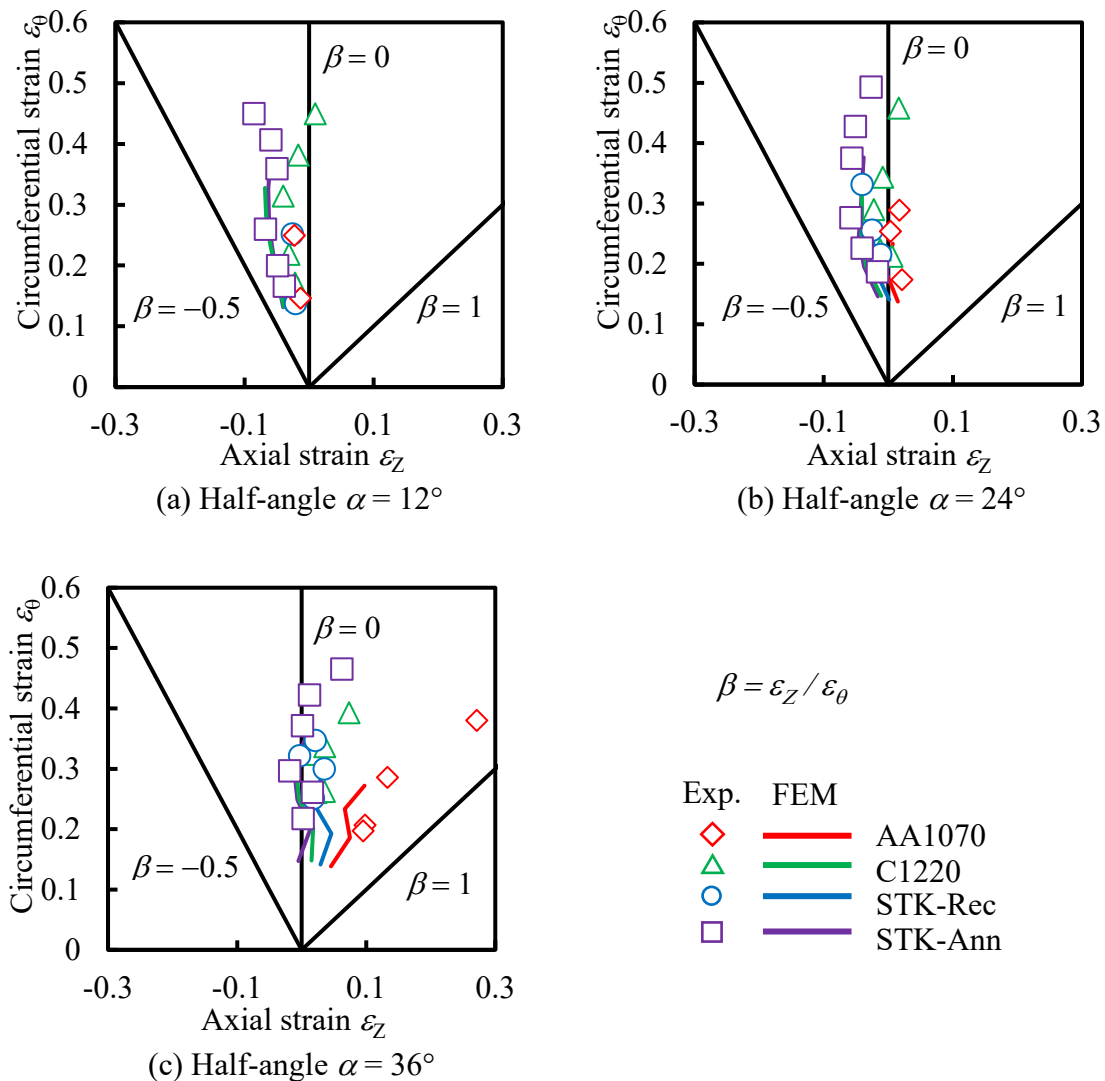 Circumferential strain εθ
0.6
0.5
0.4
0.3
0.2
0.1
0
β = 0
β = −0.5
β = 1
-0.3
-0.1
0.1
0.3
Axial strain εZ
(a) Half-angle α = 12°
Circumferential strain εθ
0.6
0.5
0.4
0.3
0.2
0.1
0
β = 0
β = −0.5
β = 1
-0.3
-0.1
0.1
0.3
Axial strain εZ
(b) Half-angle α = 24°
Circumferential strain εθ
0.6
0.5
0.4
0.3
0.2
0.1
0
β = 0
β = −0.5
β = 1
-0.3
-0.1
0.1
0.3
Axial strain εZ
(c) Half-angle α = 36°
β = εZ / εθ
Exp. FEM
AA1070
C1220
STK-Rec
STK-Ann